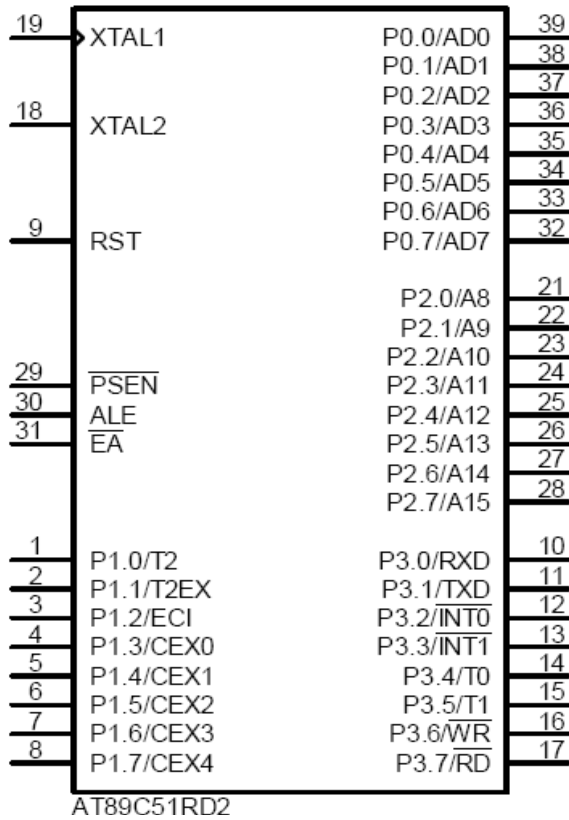 19 XTAL1 P0.0/AD0 39
P0.1/AD1 38
P0.2/AD2 37
18 XTAL2 P0.3/AD3 36
P0.4/AD4 35
P0.5/AD5 34
P0.6/AD6 33
9 RST P0.7/AD7 32
P2.0/A8 21
P2.1/A9 22
P2.2/A10 23
29 PSEN P2.3/A11 24
30 ALE P2.4/A12 25
31 EA P2.5/A13 26
P2.6/A14 27
P2.7/A15 28
1 P1.0/T2 P3.0/RXD 10
2 P1.1/T2EX P3.1/TXD 11
3 P1.2/ECI P3.2/INT0 12
4 P1.3/CEX0 P3.3/INT1 13
5 P1.4/CEX1 P3.4/T0 14
6 P1.5/CEX2 P3.5/T1 15
7 P1.6/CEX3 P3.6/WR 16
8 P1.7/CEX4 P3.7/RD 17
AT89C51RD2